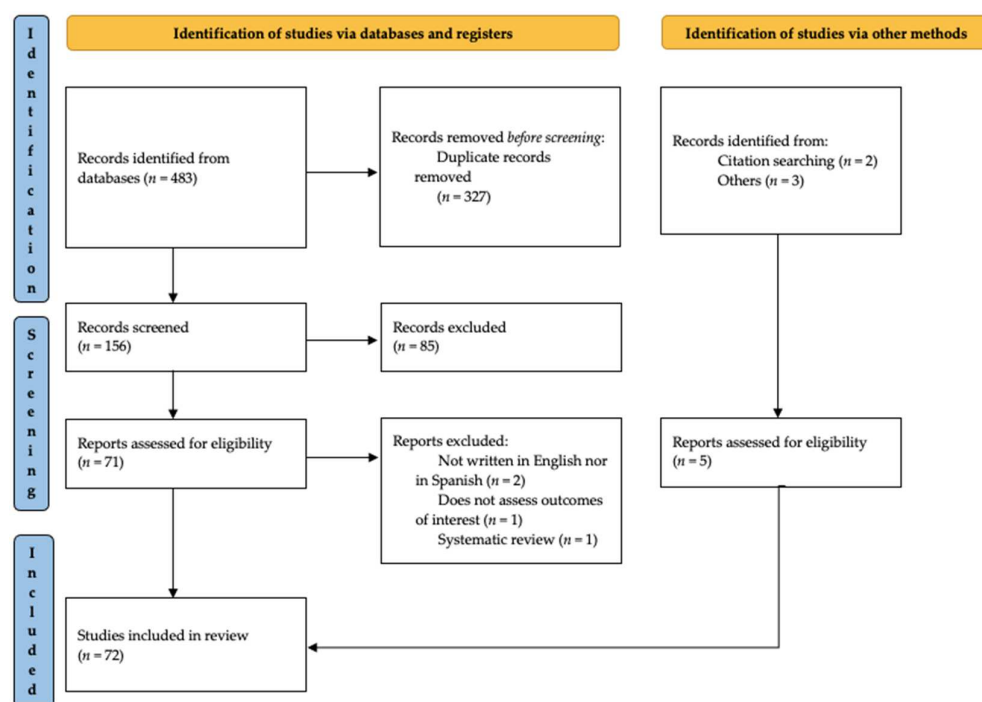 Identification of studies via databases and registers
Identification of studies via other methods
Identification
Records identified from
databases (n = 483)
Records removed before screening:
Duplicate records
removed
(n = 327)
Records identified from:
Citation searching (n = 2)
Others (n = 3)
Screening
Records screened
(n = 156)
Records excluded
(n = 85)
Reports assessed for eligibility
(n = 71)
Reports excluded:
Not written in English nor
in Spanish (n = 2)
Does not assess outcomes
of interest (n = 1)
Systematic review (n = 1)
Reports assessed for eligibility
(n = 5)
Included
Studies included in review
(n = 72)